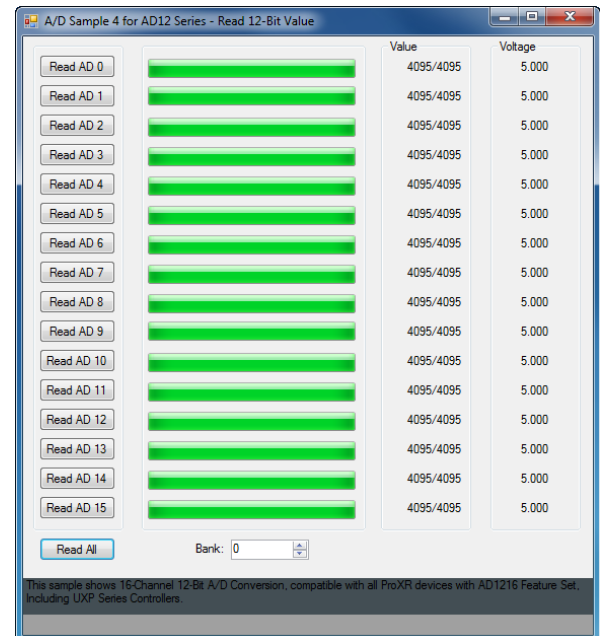 A/D Sample 4 for AD12 Series - Read 12-Bit Value
Value Voltage
Read AD 0 4095/4095 5.000
Read AD 1 4095/4095 5.000
Read AD 2 4095/4095 5.000
Read AD 3 4095/4095 5.000
Read AD 4 4095/4095 5.000
Read AD 5 4095/4095 5.000
Read AD 6 4095/4095 5.000
Read AD 7 4095/4095 5.000
Read AD 8 4095/4095 5.000
Read AD 9 4095/4095 5.000
Read AD 10 4095/4095 5.000
Read AD 11 4095/4095 5.000
Read AD 12 4095/4095 5.000
Read AD 13 4095/4095 5.000
Read AD 14 4095/4095 5.000
Read AD 15 4095/4095 5.000
Read All Bank: 0
This sample shows 16-Channel 12-Bit A/D Conversion, compatible with all ProXR devices with AD1216 Feature Set,
Including UXP Series Controllers.